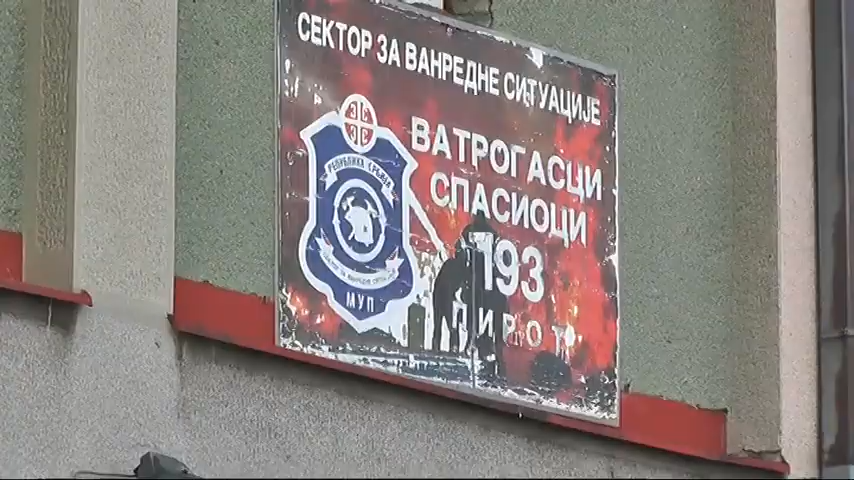 СЕКТОР ЗА ВАНРЕДНЕ СИТУАЦИЈЕ
ВАТРОГАСЦИ
СПАСИОЦИ
193
ПИРОТ
РЕПУБЛИКА СРБИЈА
МУП